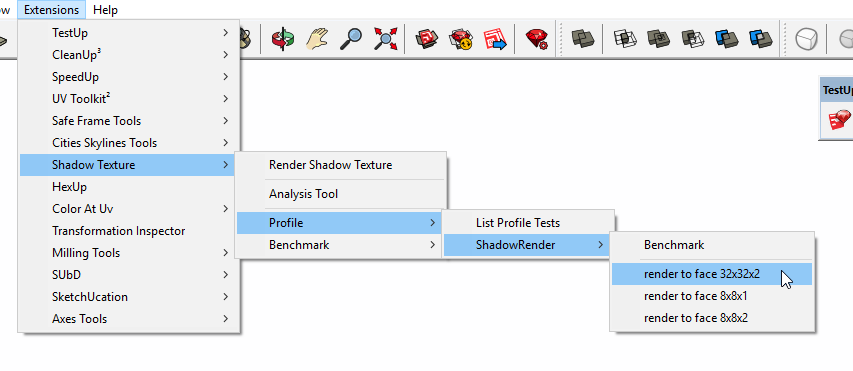 Extensions Help
TestUp
CleanUp³
SpeedUp
UV Toolkit²
Safe Frame Tools
Cities Skylines Tools
Shadow Texture
HexUp
Color At Uv
Transformation Inspector
Milling Tools
SUbD
SketchUcation
Axes Tools
Render Shadow Texture
Analysis Tool
Profile
Benchmark
List Profile Tests
ShadowRender
Benchmark
render to face 32x32x2
render to face 8x8x1
render to face 8x8x2
TestUp